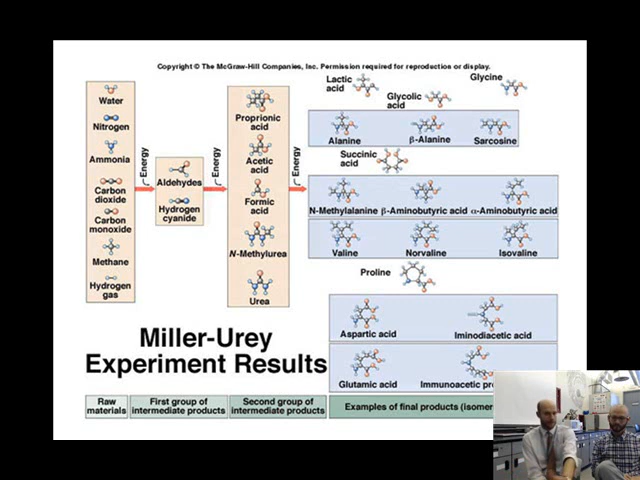 Copyright © The McGraw-Hill Companies, Inc. Permission required for reproduction or display.
Water
Nitrogen
Ammonia
Carbon
dioxide
Carbon
monoxide
Methane
Hydrogen
gas
Energy
Aldehydes
Hydrogen
cyanide
Energy
Proprionic
acid
Acetic
acid
Formic
acid
N-Methylurea
Urea
Energy
Lactic
acid
Glycolic
acid
Glycine
Alanine
β-Alanine
Sarcosine
Succinic
acid
N-Methylalanine
β-Aminobutyric acid
α-Aminobutyric acid
Valine
Norvaline
Isovaline
Proline
Aspartic acid
Iminodiacetic acid
Glutamic acid
Immunoacetic
Miller-Urey
Experiment Results
Raw
materials
First group of
intermediate products
Second group of
intermediate products
Examples of final products